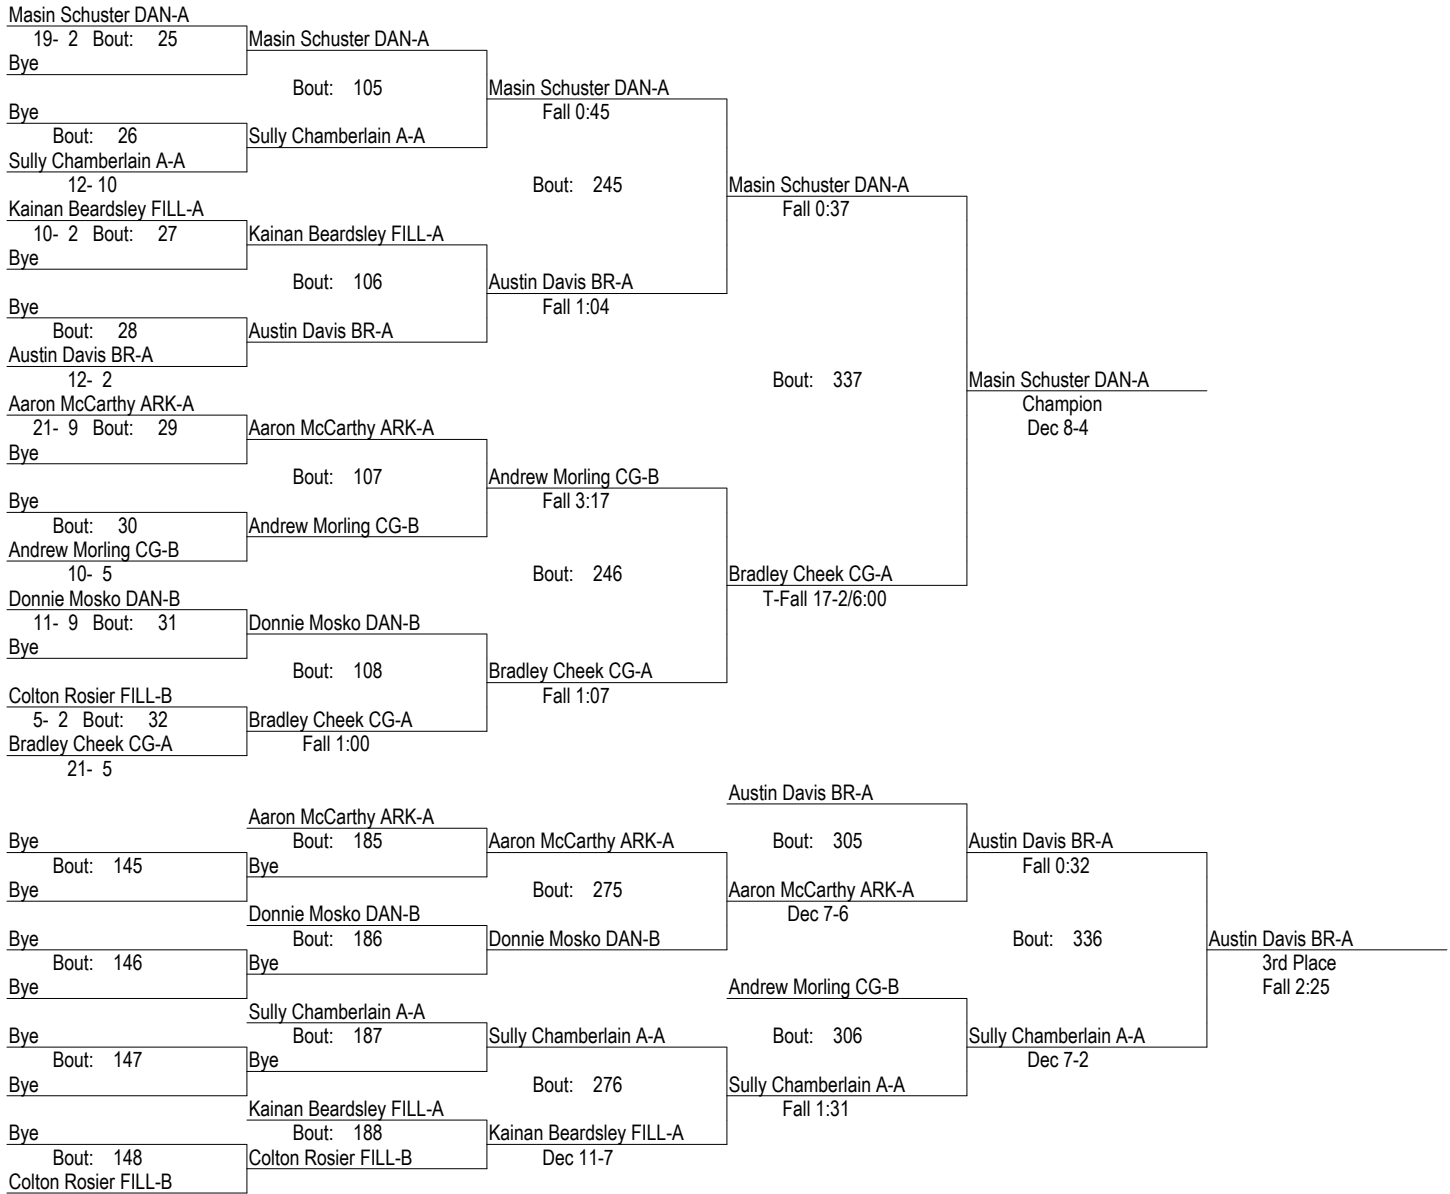 Masin Schuster DAN-A
19- 2 Bout: 25
Masin Schuster DAN-A
Bye
Bout: 105
Masin Schuster DAN-A
Bye
Fall 0:45
Bout: 26
Sully Chamberlain A-A
Sully Chamberlain A-A
12- 10
Bout: 245
Masin Schuster DAN-A
Kainan Beardsley FILL-A
Fall 0:37
10- 2 Bout: 27
Kainan Beardsley FILL-A
Bye
Bout: 106
Austin Davis BR-A
Bye
Fall 1:04
Bout: 28
Austin Davis BR-A
Austin Davis BR-A
12- 2
Bout: 337
Masin Schuster DAN-A
Aaron McCarthy ARK-A
Champion
21- 9 Bout: 29
Aaron McCarthy ARK-A
Dec 8-4
Bye
Bout: 107
Andrew Morling CG-B
Bye
Fall 3:17
Bout: 30
Andrew Morling CG-B
Andrew Morling CG-B
10- 5
Bout: 246
Bradley Cheek CG-A
Donnie Mosko DAN-B
T-Fall 17-2/6:00
11- 9 Bout: 31
Donnie Mosko DAN-B
Bye
Bout: 108
Bradley Cheek CG-A
Colton Rosier FILL-B
Fall 1:07
5- 2 Bout: 32
Bradley Cheek CG-A
Bradley Cheek CG-A
Fall 1:00
21- 5
Austin Davis BR-A
Aaron McCarthy ARK-A
Bye
Bout: 185
Aaron McCarthy ARK-A
Bout: 305
Austin Davis BR-A
Bout: 145
Bye
Fall 0:32
Bye
Bout: 275
Aaron McCarthy ARK-A
Donnie Mosko DAN-B
Dec 7-6
Bye
Bout: 186
Donnie Mosko DAN-B
Bout: 336
Austin Davis BR-A
Bout: 146
Bye
3rd Place
Bye
Andrew Morling CG-B
Fall 2:25
Sully Chamberlain A-A
Bye
Bout: 187
Sully Chamberlain A-A
Bout: 306
Sully Chamberlain A-A
Bout: 147
Bye
Dec 7-2
Bye
Bout: 276
Sully Chamberlain A-A
Kainan Beardsley FILL-A
Fall 1:31
Bye
Bout: 188
Kainan Beardsley FILL-A
Bout: 148
Colton Rosier FILL-B
Dec 11-7
Colton Rosier FILL-B